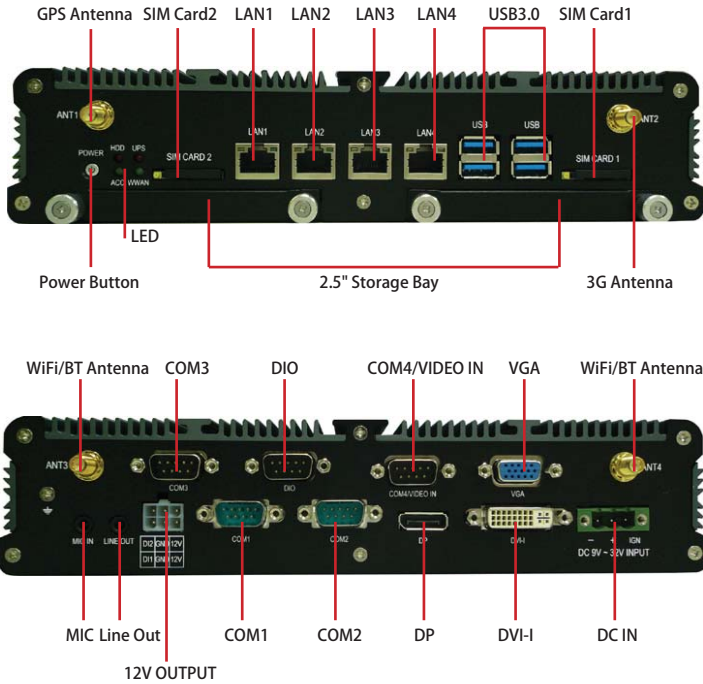 GPS Antenna SIM Card2 LAN1 LAN2 LAN3 LAN4 USB3.0 SIM Card1
ANT1 ANT2
LAN1 LAN2 LAN3 LAN4 USB USB
POWER HDD UPS SIM CARD 2 SIM CARD 1
ACC WWAN
LED
Power Button 2.5" Storage Bay 3G Antenna
WiFi/BT Antenna COM3 DIO COM4/VIDEO IN VGA WiFi/BT Antenna
ANT3 ANT4
COM3 DIO COM4/VIDEO IN VGA
MIC IN LINE OUT COM1 COM2 DP DVI-I − + IGN
DI2 GND 12V
DI1 GND 12V
DC 9V ~ 32V INPUT
MIC Line Out COM1 COM2 DP DVI-I DC IN
12V OUTPUT